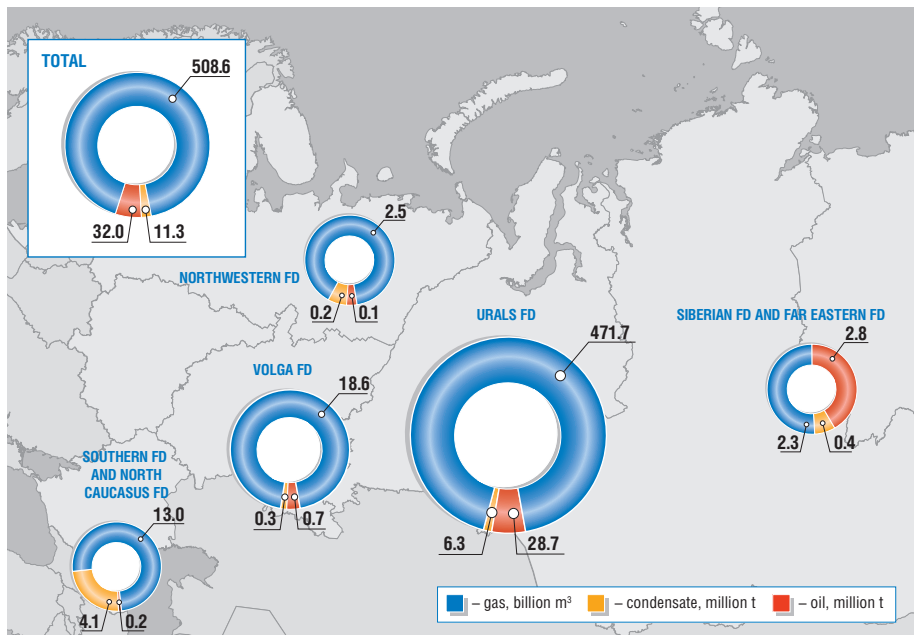 TOTAL
508.6
32.0
11.3
2.5
NORTHWESTERN FD
0.2
0.1
URALS FD
471.7
6.3
28.7
SIBERIAN FD AND FAR EASTERN FD
2.8
2.3
0.4
VOLGA FD
18.6
0.3
0.7
SOUTHERN FD
AND NORTH
CAUCASUS FD
13.0
4.1
0.2
– gas, billion m³
– condensate, million t
– oil, million t